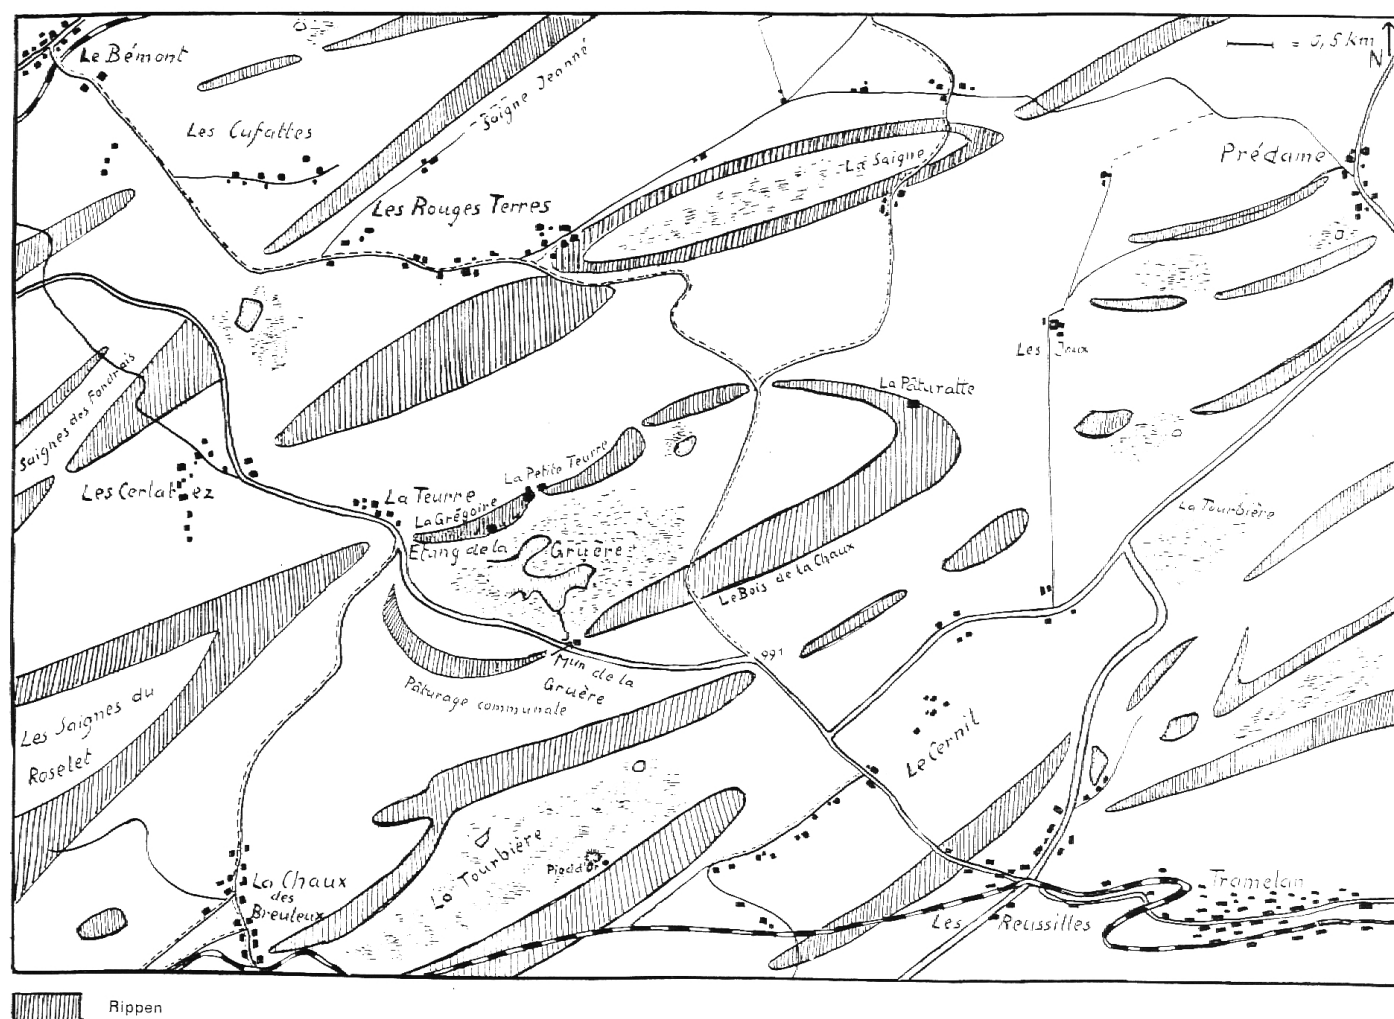 Le Bémont
= 0,5 km
N
Les Cufattes
Saigne Jeanné
Prédame
La Saigne
Les Rouges Terres
Les Joux
La Pâturatte
Saignes des Fondrais
La Petite Teurre
Les Cerlatez
La Teurre
La Grégoire
La Tourbière
Etang de la Gruère
Le Bois de la Chaux
991
Mun de la
Gruère
Pâturage communale
Les Saignes du
Roselet
Le Cernil
La Tourbière
Pied d'Or
La Chaux
des
Breuleux
Tramelan
Les Reussilles
Rippen